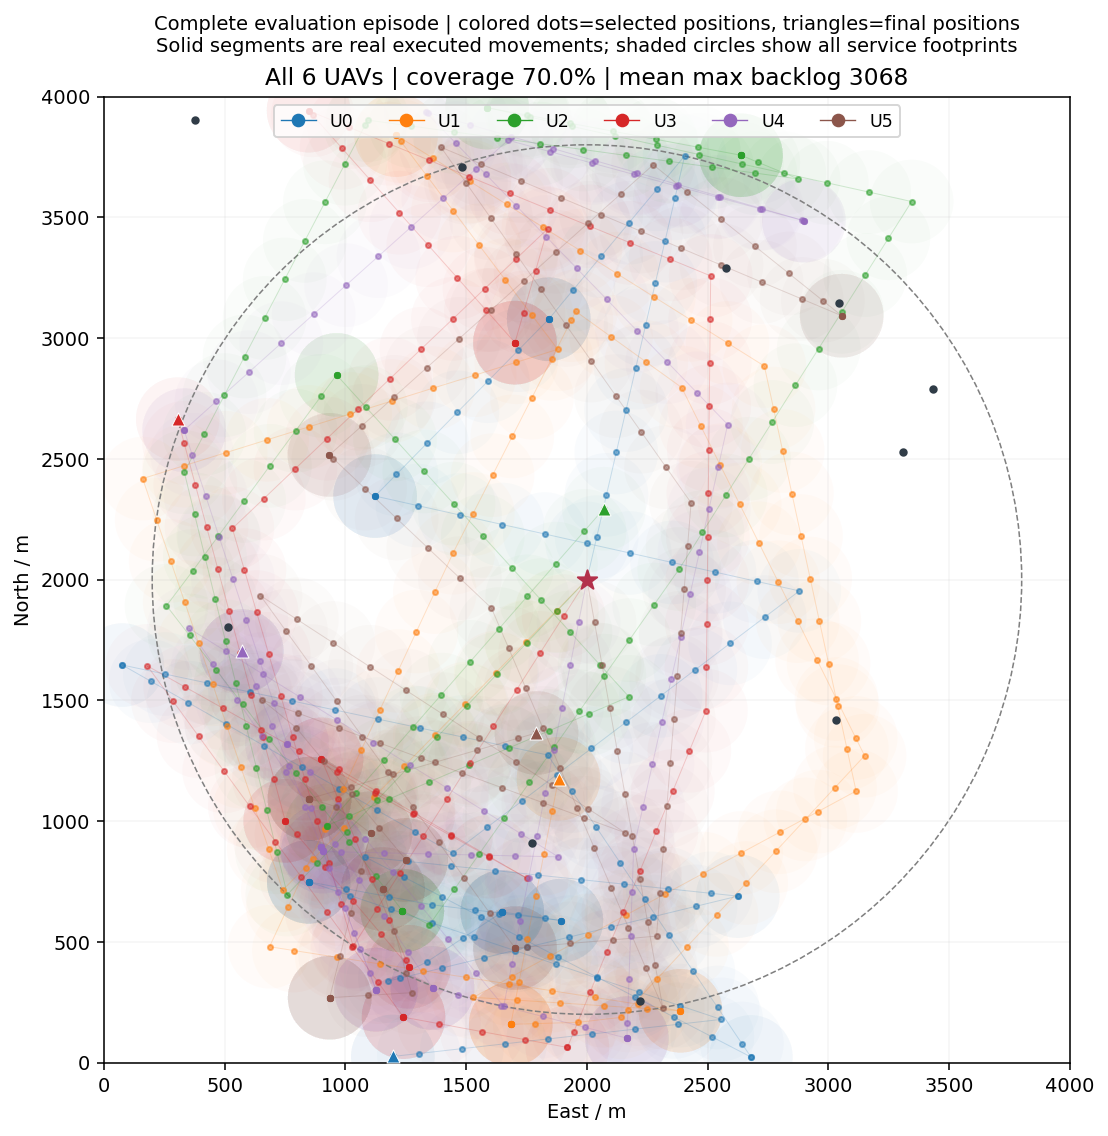 Complete evaluation episode | colored dots=selected positions, triangles=final positions
Solid segments are real executed movements; shaded circles show all service footprints
All 6 UAVs | coverage 70.0% | mean max backlog 3068
U0 U1 U2 U3 U4 U5
4000
3500
3000
2500
2000
1500
1000
500
0
North / m
0 500 1000 1500 2000 2500 3000 3500 4000
East / m